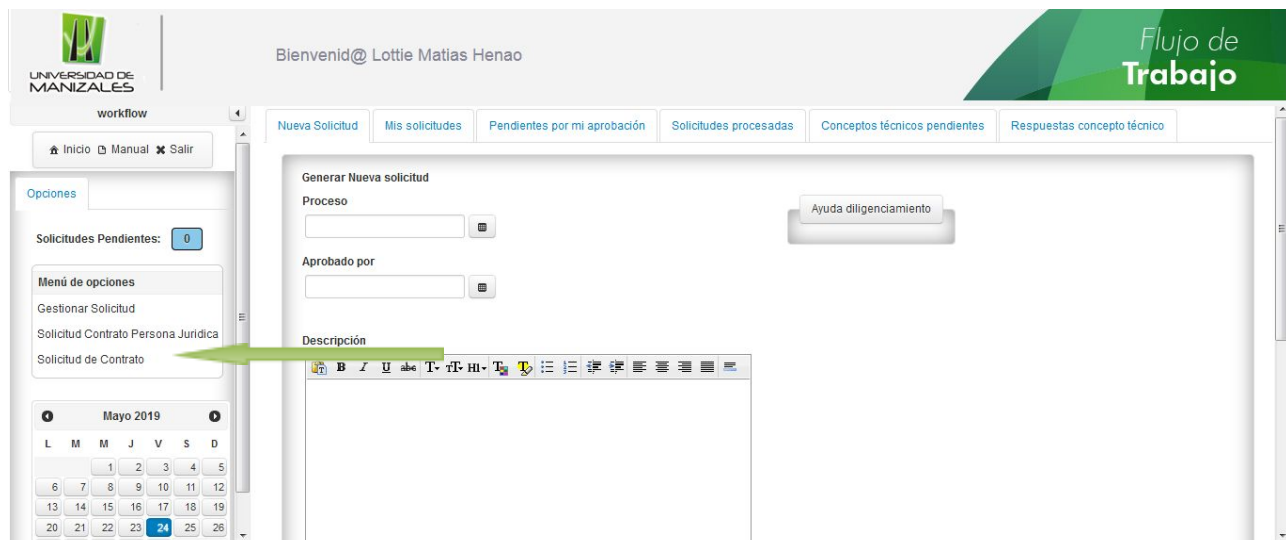 UNIVERSIDAD DE
MANIZALES
Bienvenid@ Lottie Matias Henao
Flujo de
Trabajo
workflow
Inicio Manual Salir
Opciones
Solicitudes Pendientes: 0
Menú de opciones
Gestionar Solicitud
Solicitud Contrato Persona Juridica
Solicitud de Contrato
Mayo 2019
L M M J V S D
1 2 3 4 5
6 7 8 9 10 11 12
13 14 15 16 17 18 19
20 21 22 23 24 25 26
Nueva Solicitud Mis solicitudes Pendientes por mi aprobación Solicitudes procesadas Conceptos técnicos pendientes Respuestas concepto técnico
Generar Nueva solicitud
Proceso
Ayuda diligenciamiento
Aprobado por
Descripción
B I U abc T TT H1 T T